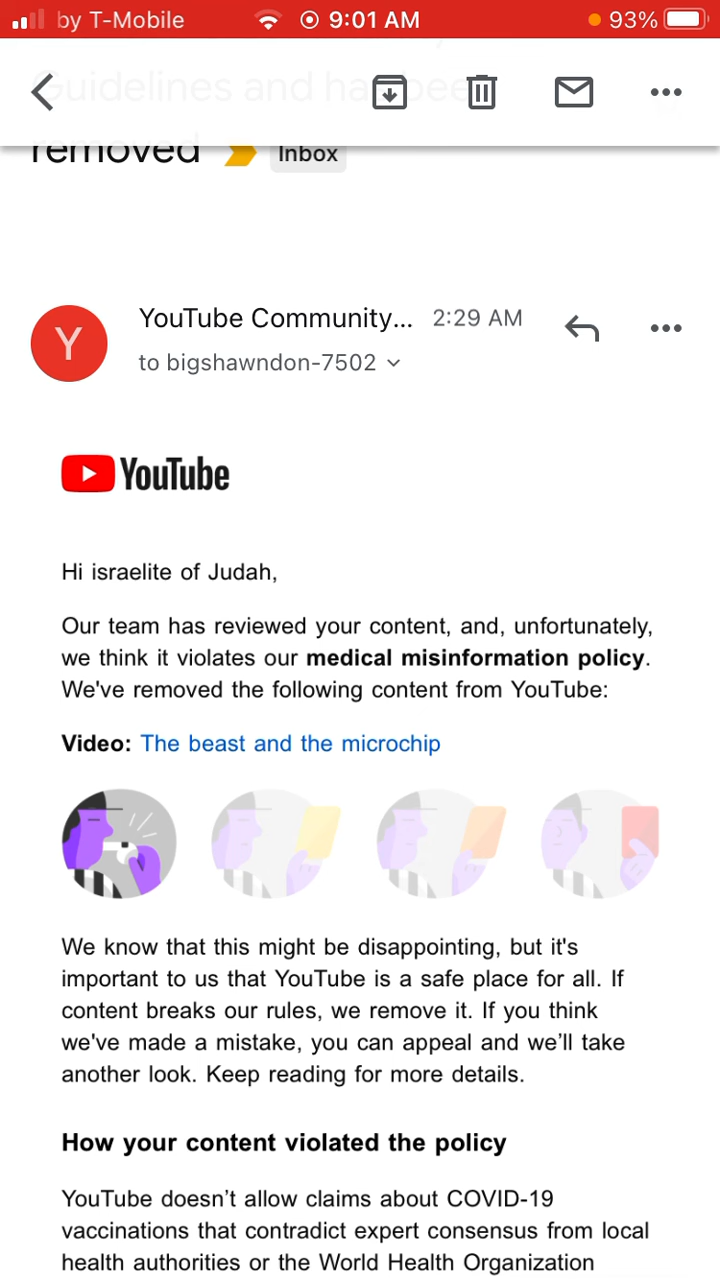 by T-Mobile 9:01 AM 93%
Guidelines and ha bee
removed Inbox
YouTube Community... 2:29 AM
Y
to bigshawndon-7502
YouTube
Hi israelite of Judah,
Our team has reviewed your content, and, unfortunately,
we think it violates our medical misinformation policy.
We've removed the following content from YouTube:
Video: The beast and the microchip
We know that this might be disappointing, but it's
important to us that YouTube is a safe place for all. If
content breaks our rules, we remove it. If you think
we've made a mistake, you can appeal and we’ll take
another look. Keep reading for more details.
How your content violated the policy
YouTube doesn’t allow claims about COVID-19
vaccinations that contradict expert consensus from local
health authorities or the World Health Organization